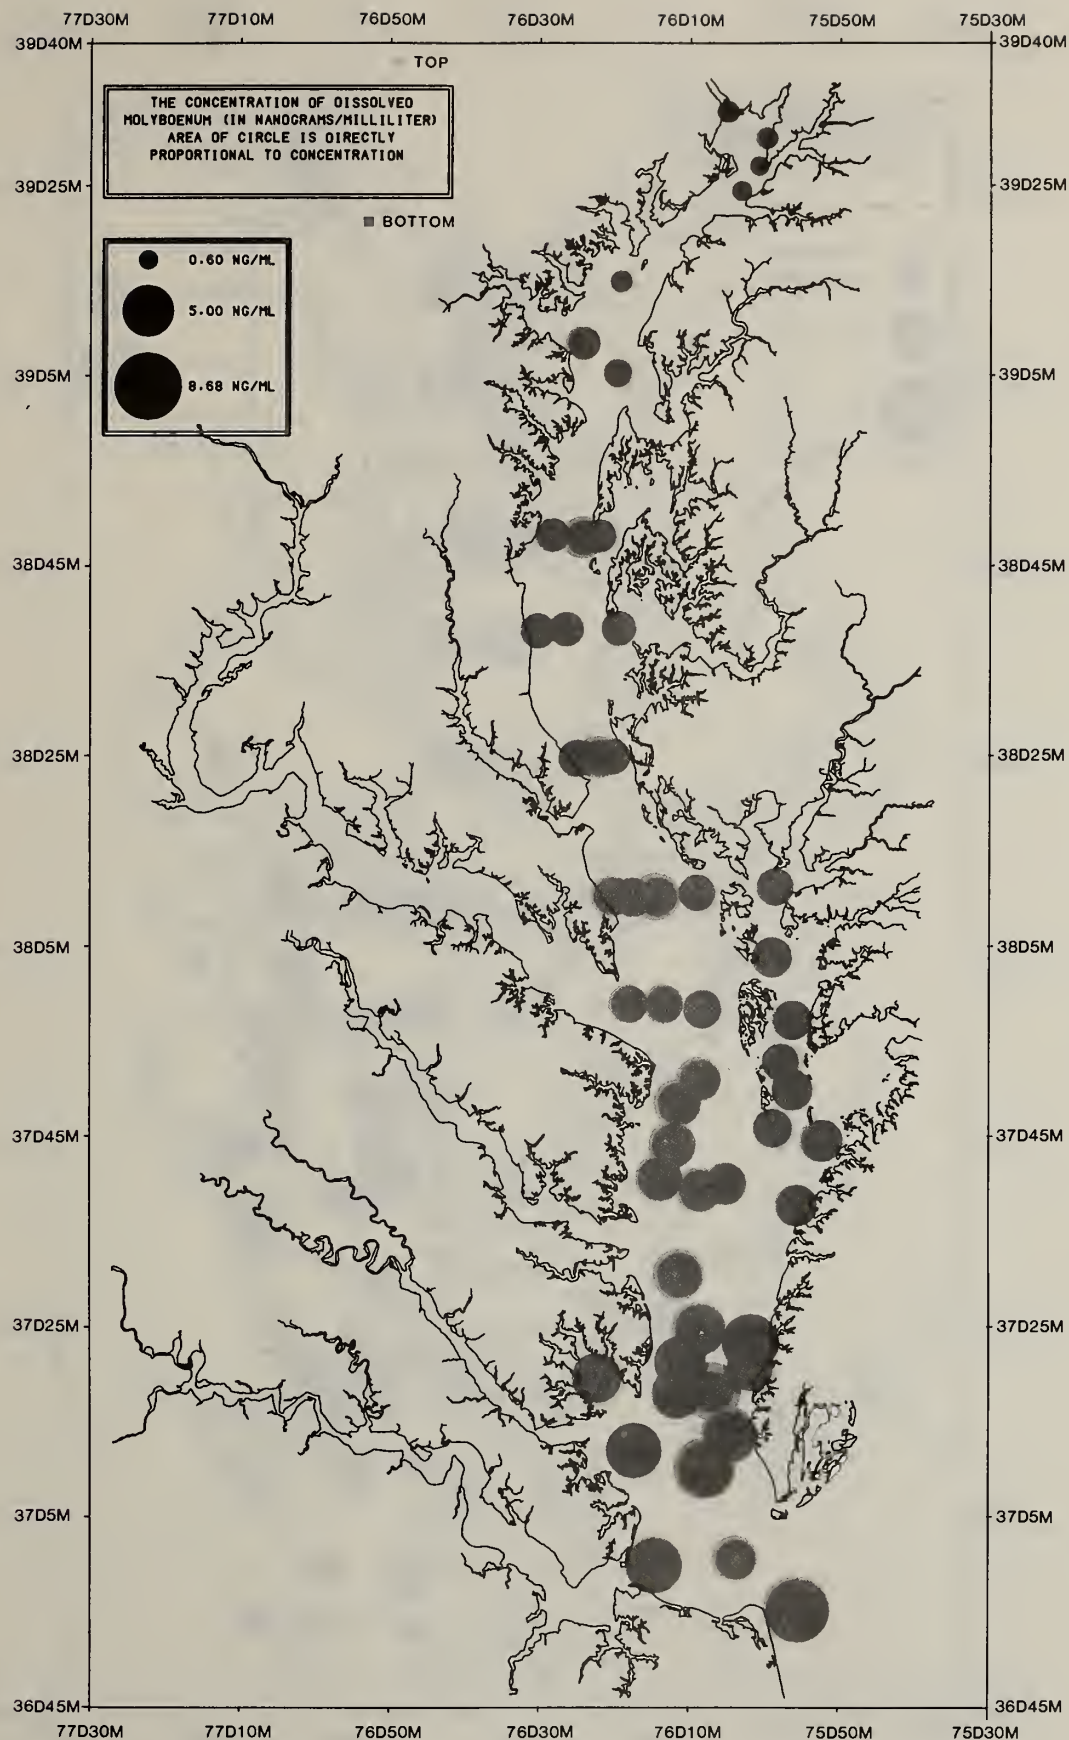 77D30M 77D10M 76D50M 76D30M 76D10M 75D50M 75D30M
39D40M 39D40M
TOP
THE CONCENTRATION OF DISSOLVED
MOLYBOENUM (IN NANOGRAMS/MILLILITER)
AREA OF CIRCLE IS DIRECTLY
PROPORTIONAL TO CONCENTRATION
39D25M 39D25M
BOTTOM
0.60 NG/ML
5.00 NG/ML
39D5M 39D5M
8.68 NG/ML
38D45M 38D45M
38D25M 38D25M
38D5M 38D5M
37D45M 37D45M
37D25M 37D25M
37D5M 37D5M
36D45M 36D45M
77D30M 77D10M 76D50M 76D30M 76D10M 75D50M 75D30M